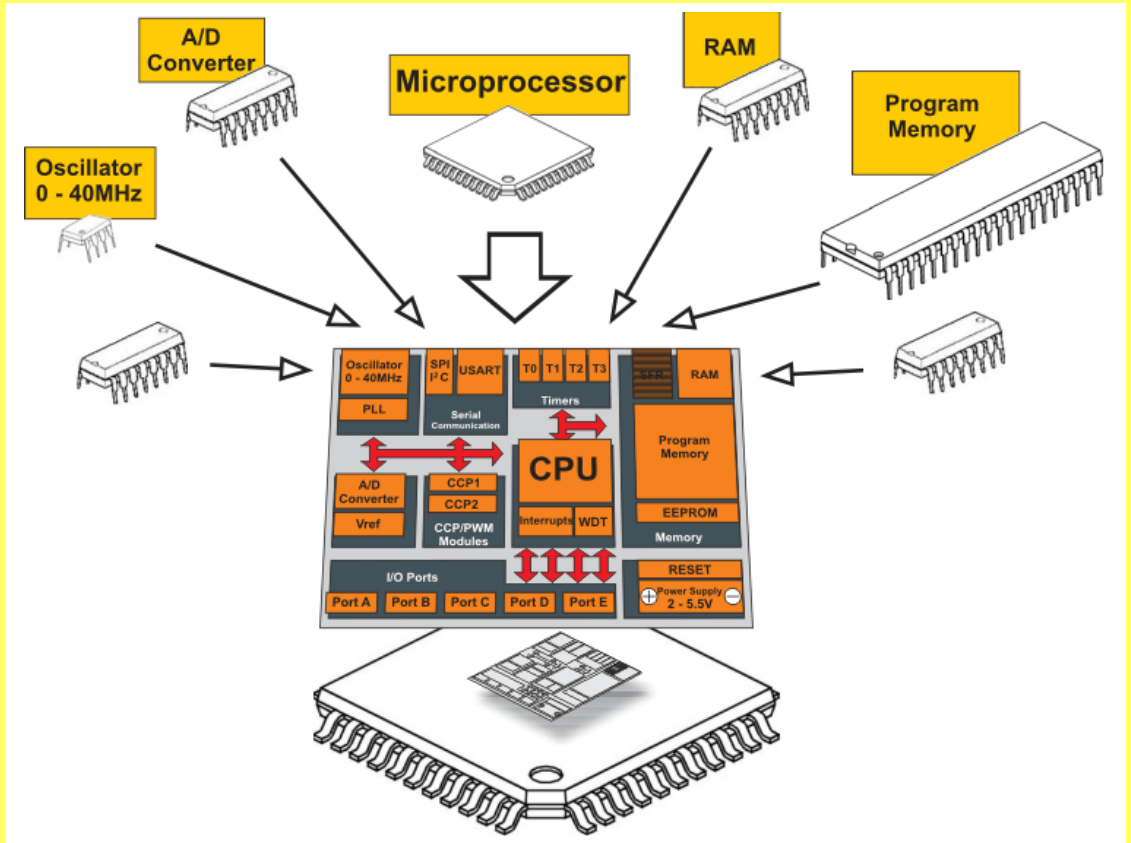 A/D
Converter
Microprocessor
RAM
Program
Memory
Oscillator
0 - 40MHz
Oscillator
0 - 40MHz
PLL
SPI
I²C
USART
Serial
Communication
T0
T1
T2
T3
Timers
SFR
RAM
Program
Memory
EEPROM
Memory
A/D
Converter
Vref
CCP1
CCP2
CCP/PWM
Modules
CPU
Interrupts
WDT
I/O Ports
Port A
Port B
Port C
Port D
Port E
RESET
+
Power Supply
2 - 5.5V
−